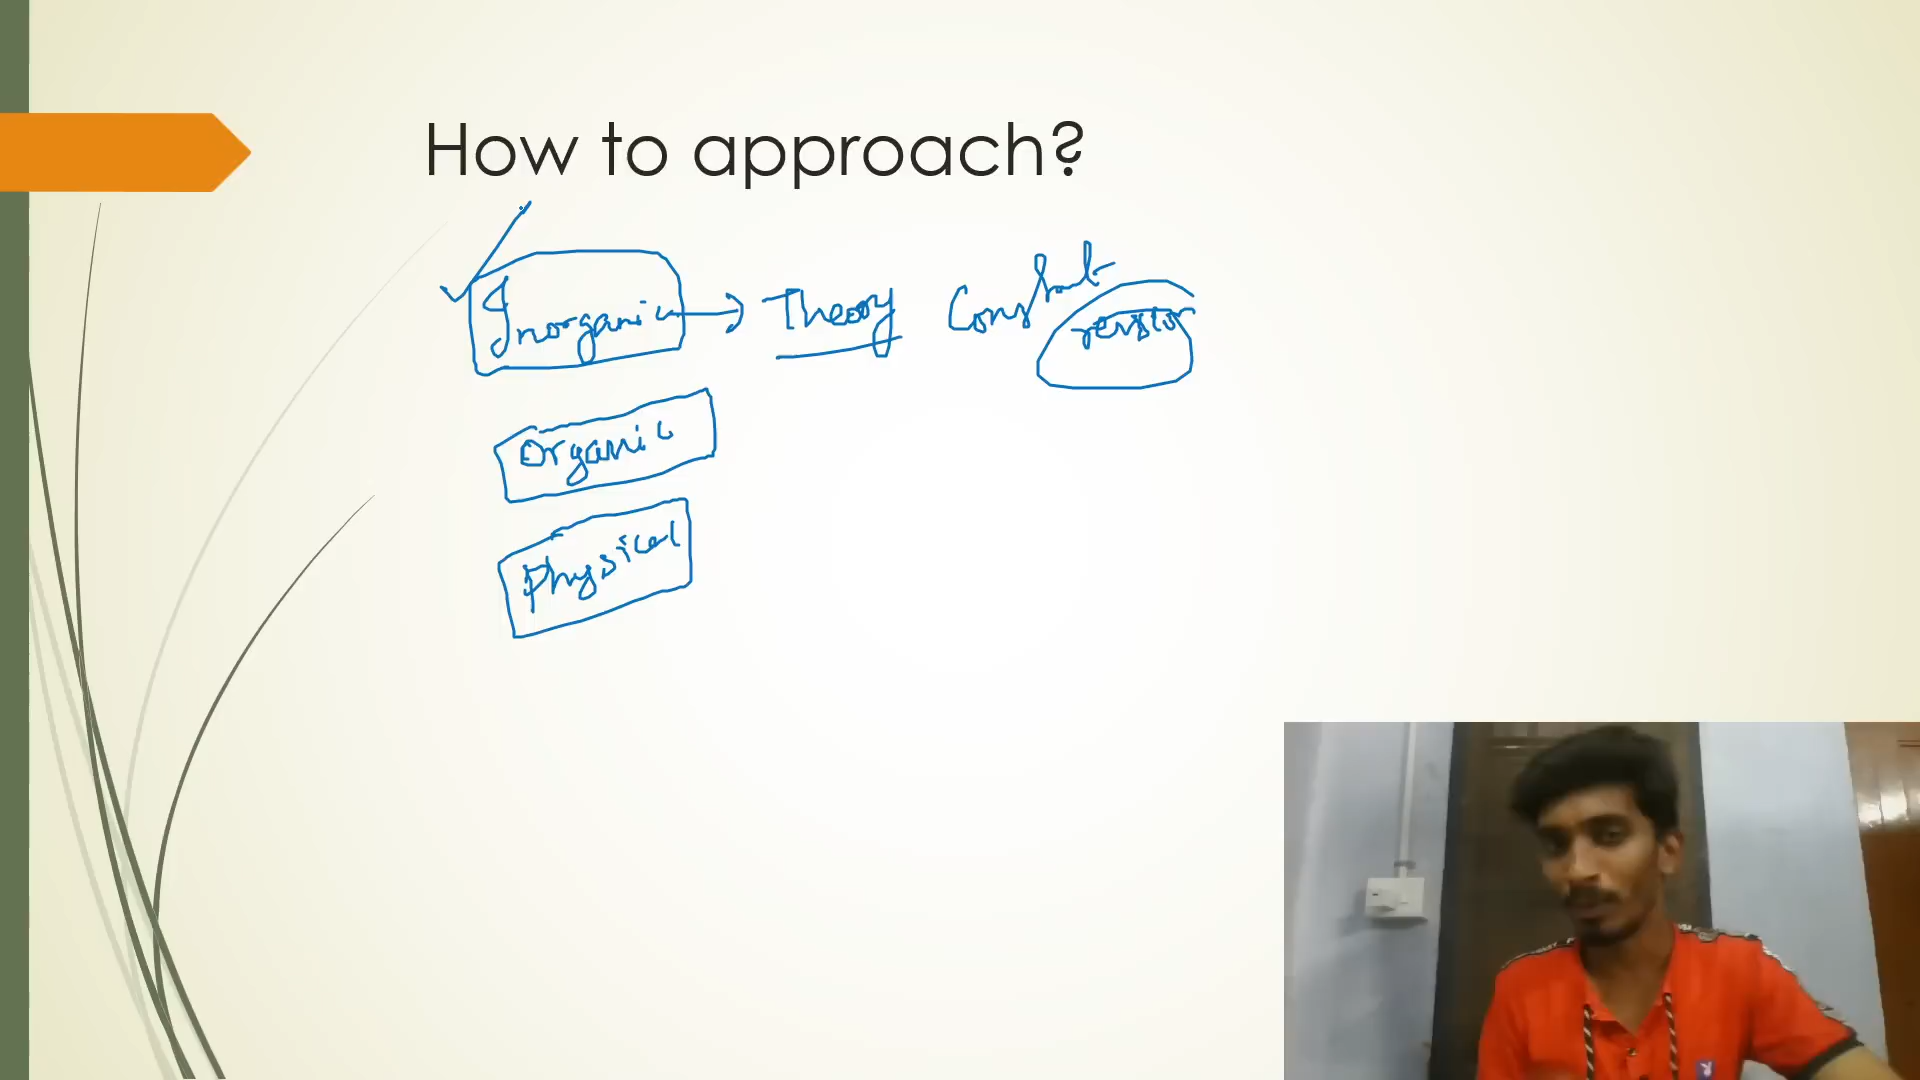 How to approach?
Inorganic → Theory Constant
revision
Organic
Physical